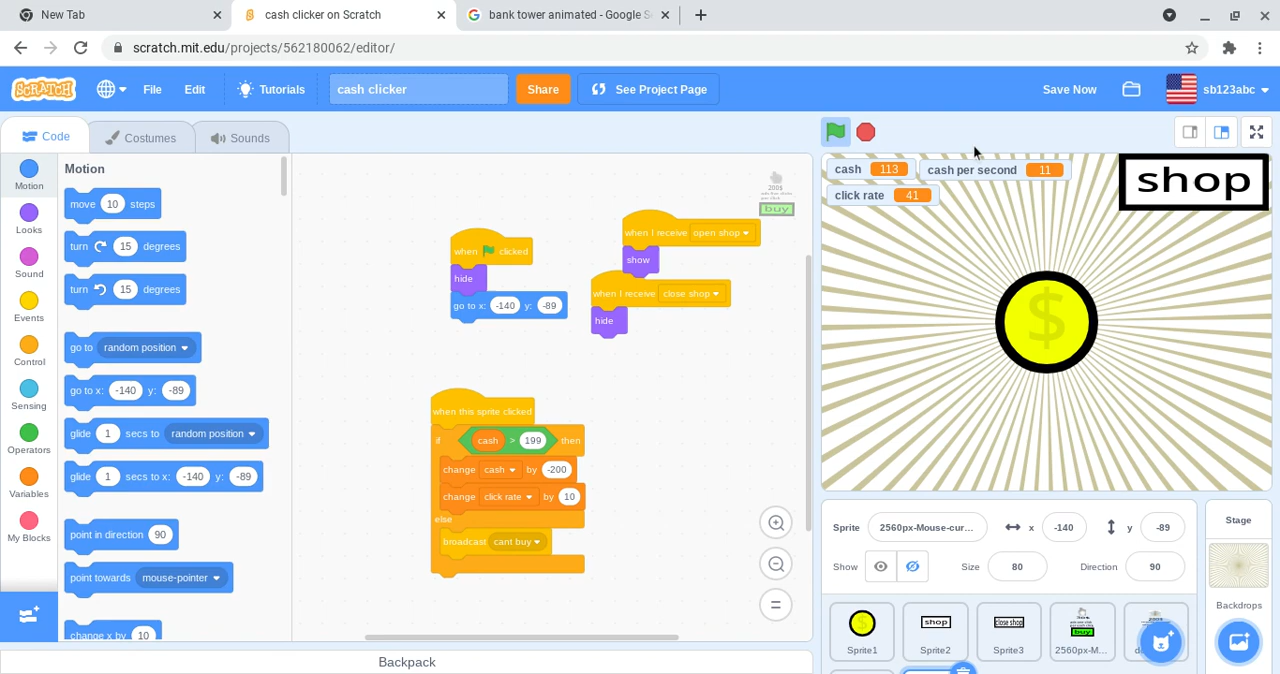 New Tab
cash clicker on Scratch
bank tower animated - Google S
scratch.mit.edu/projects/562180062/editor/
SCRATCH
File
Edit
Tutorials
cash clicker
Share
See Project Page
Save Now
sb123abc
Code
Costumes
Sounds
Motion
Looks
Sound
Events
Control
Sensing
Operators
Variables
My Blocks
Motion
move 10 steps
turn 15 degrees
turn 15 degrees
go to random position
go to x: -140 y: -89
glide 1 secs to random position
glide 1 secs to x: -140 y: -89
point in direction 90
point towards mouse-pointer
change x by 10
when clicked
hide
go to x: -140 y: -89
when I receive open shop
show
when I receive close shop
hide
200$
buy
when this sprite clicked
if cash > 199 then
change cash by -200
change click rate by 10
else
broadcast cant buy
Backpack
cash 113
cash per second 11
click rate 41
shop
$
Sprite 2560px-Mouse-cur...
x -140
y -89
Show
Size 80
Direction 90
$
Sprite1
shop
Sprite2
close shop
Sprite3
buy
2560px-M...
Stage
Backdrops